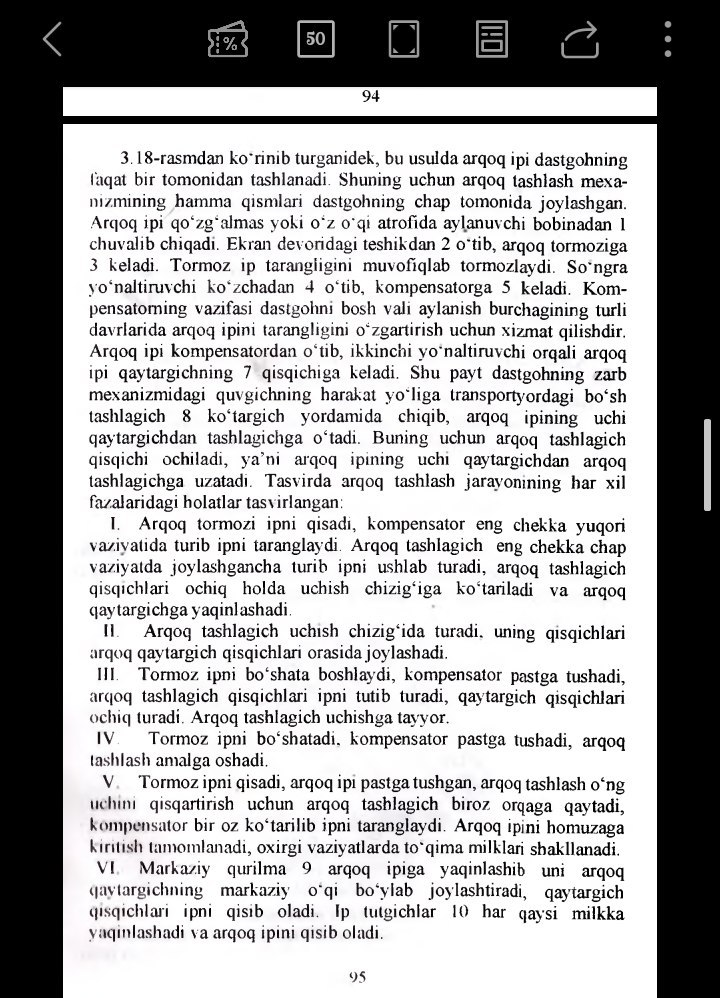 %
50
94
3.18-rasmdan ko‘rinib turganidek, bu usulda arqoq ipi dastgohning
faqat bir tomonidan tashlanadi. Shuning uchun arqoq tashlash mexa-
nizmining hamma qismlari dastgohning chap tomonida joylashgan.
Arqoq ipi qo‘zg‘almas yoki o‘z o‘qi atrofida aylanuvchi bobinadan 1
chuvalib chiqadi. Ekran devoridagi teshikdan 2 o‘tib, arqoq tormoziga
3 keladi. Tormoz ip tarangligini muvofiqlab tormozlaydi. So‘ngra
yo‘naltiruvchi ko‘zchadan 4 o‘tib, kompensatorga 5 keladi. Kom-
pensatorning vazifasi dastgohni bosh vali aylanish burchagining turli
davrlarida arqoq ipini tarangligini o‘zgartirish uchun xizmat qilishdir.
Arqoq ipi kompensatordan o‘tib, ikkinchi yo‘naltiruvchi orqali arqoq
ipi qaytargichning 7 qisqichiga keladi. Shu payt dastgohning zarb
mexanizmidagi quvgichning harakat yo‘liga transportyordagi bo‘sh
tashlagich 8 ko‘targich yordamida chiqib, arqoq ipining uchi
qaytargichdan tashlagichga o‘tadi. Buning uchun arqoq tashlagich
qisqichi ochiladi, ya’ni arqoq ipining uchi qaytargichdan arqoq
tashlagichga uzatadi. Tasvirda arqoq tashlash jarayonining har xil
fazalaridagi holatlar tasvirlangan:
I. Arqoq tormozi ipni qisadi, kompensator eng chekka yuqori
vaziyatida turib ipni taranglaydi. Arqoq tashlagich eng chekka chap
vaziyatda joylashgancha turib ipni ushlab turadi, arqoq tashlagich
qisqichlari ochiq holda uchish chizig‘iga ko‘tariladi va arqoq
qaytargichga yaqinlashadi.
II. Arqoq tashlagich uchish chizig‘ida turadi, uning qisqichlari
arqoq qaytargich qisqichlari orasida joylashadi.
III. Tormoz ipni bo‘shata boshlaydi, kompensator pastga tushadi,
arqoq tashlagich qisqichlari ipni tutib turadi, qaytargich qisqichlari
ochiq turadi. Arqoq tashlagich uchishga tayyor.
IV. Tormoz ipni bo‘shatadi, kompensator pastga tushadi, arqoq
tashlash amalga oshadi.
V. Tormoz ipni qisadi, arqoq ipi pastga tushgan, arqoq tashlash o‘ng
uchini qisqartirish uchun arqoq tashlagich biroz orqaga qaytadi,
kompensator bir oz ko‘tarilib ipni taranglaydi. Arqoq ipini homuzaga
kiritish tamomlanadi, oxirgi vaziyatlarda to‘qima milklari shakllanadi.
VI. Markaziy qurilma 9 arqoq ipiga yaqinlashib uni arqoq
qaytargichning markaziy o‘qi bo‘ylab joylashtiradi, qaytargich
qisqichlari ipni qisib oladi. Ip tutgichlar 10 har qaysi milkka
yaqinlashadi va arqoq ipini qisib oladi.
95